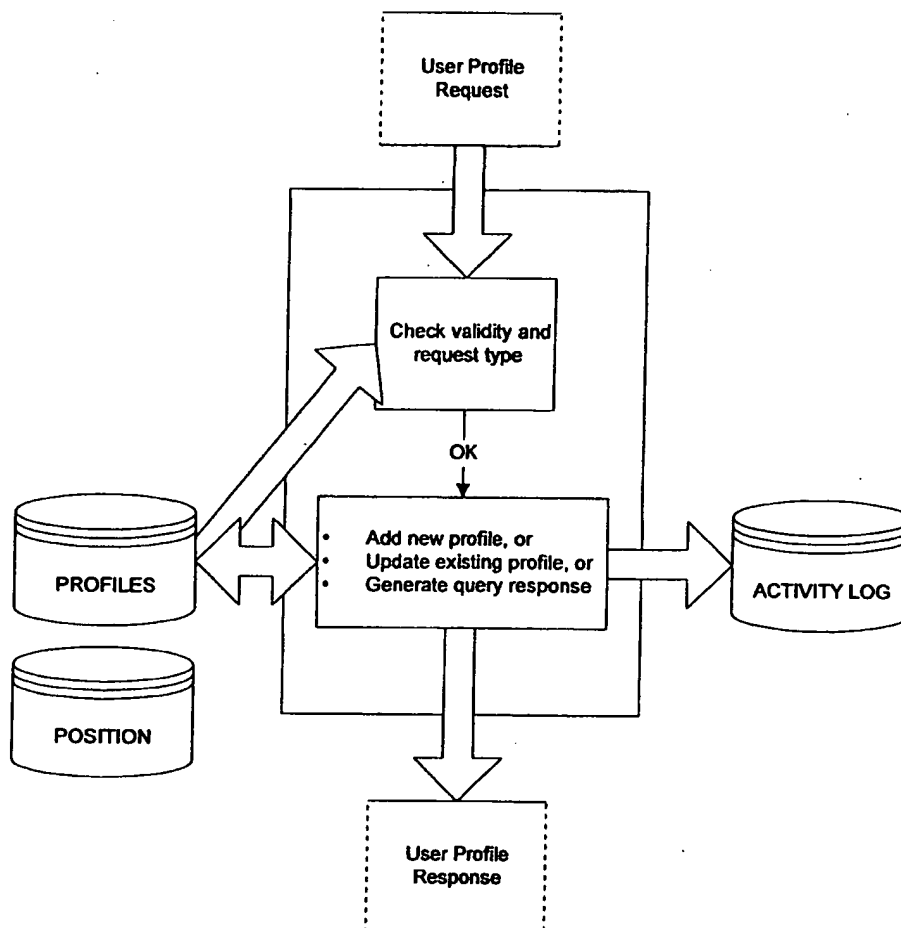 User Profile
Request
Check validity and
request type
OK
• Add new profile, or
• Update existing profile, or
• Generate query response
PROFILES
ACTIVITY LOG
POSITION
User Profile
Response